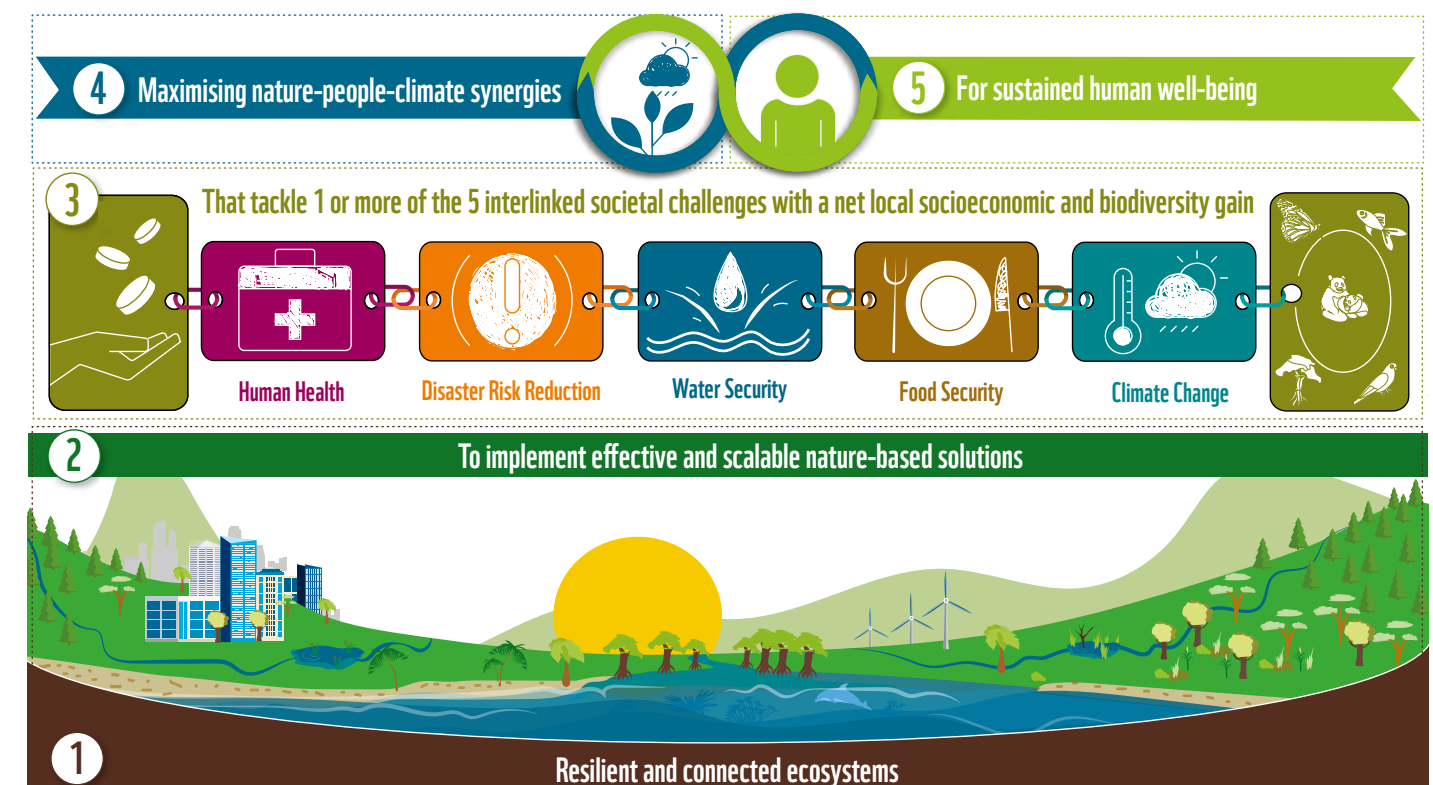 4
Maximising nature-people-climate synergies
5
For sustained human well-being
3
That tackle 1 or more of the 5 interlinked societal challenges with a net local socioeconomic and biodiversity gain
Human Health
Disaster Risk Reduction
Water Security
Food Security
Climate Change
2
To implement effective and scalable nature-based solutions
1
Resilient and connected ecosystems